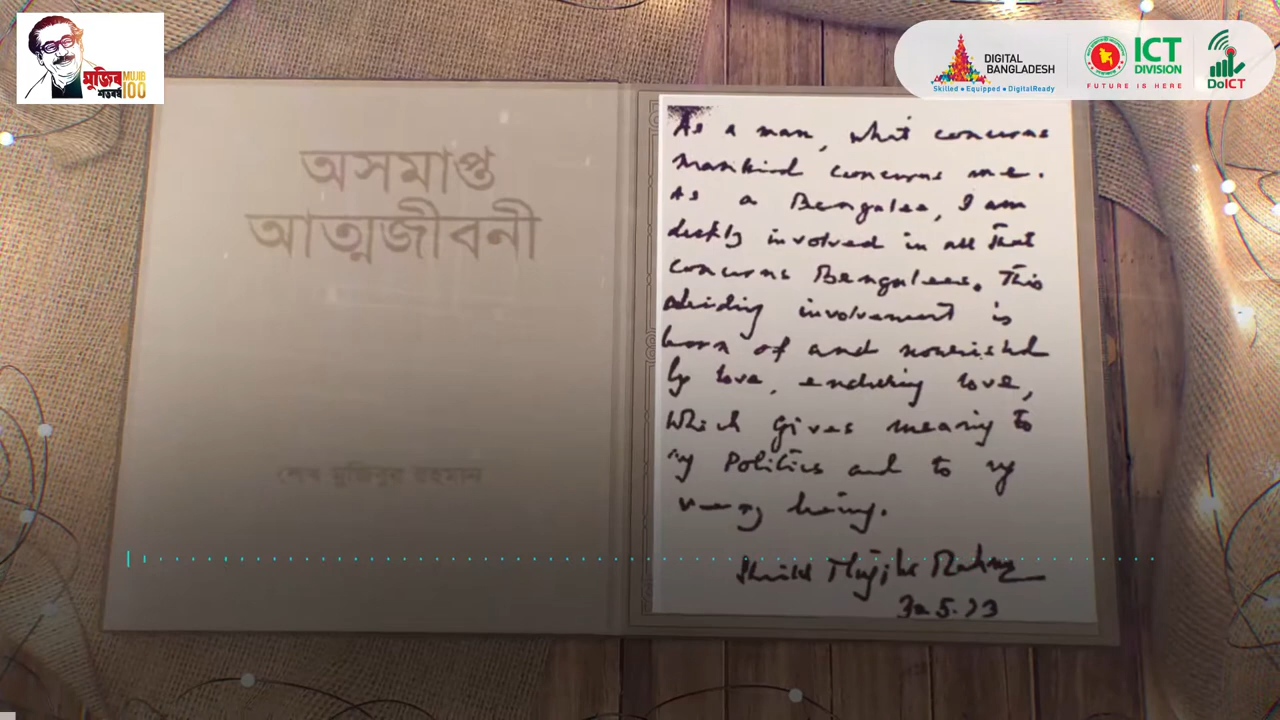 মুজিব MUJIB
শতবর্ষ 100
DIGITAL
BANGLADESH
Skilled • Equipped • DigitalReady
ICT
DIVISION
FUTURE IS HERE
DoICT
অসমাপ্ত
আত্মজীবনী
শেখ মুজিবুর রহমান
As a man, what concerns
mankind concerns me.
As a Bengalee, I am
deeply involved in all that
concerns Bengalees. This
abiding involvement is
born of and nourished
by love, enduring love,
which gives meaning to
my Politics and to my
very being.
Sheikh Mujibur Rahman
30.5.73